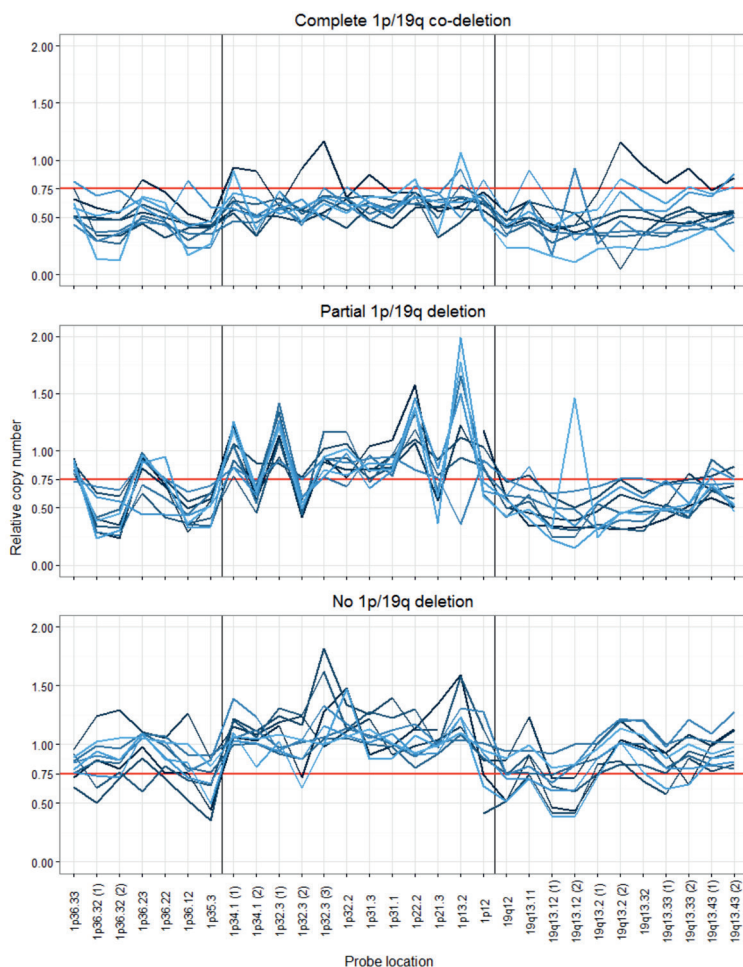 Complete 1p/19q co-deletion
2.00
1.50
1.00
0.75
0.50
0.00
Partial 1p/19q deletion
2.00
1.50
1.00
0.75
0.50
0.00
Relative copy number
No 1p/19q deletion
2.00
1.50
1.00
0.75
0.50
0.00
1p36.33
1p36.32 (1)
1p36.32 (2)
1p36.23
1p36.22
1p36.12
1p35.3
1p34.1 (1)
1p34.1 (2)
1p32.3 (1)
1p32.3 (2)
1p32.3 (3)
1p32.2
1p31.3
1p31.1
1p22.2
1p21.3
1p13.2
1p12
19q12
19q13.11
19q13.12 (1)
19q13.12 (2)
19q13.2 (1)
19q13.2 (2)
19q13.32
19q13.33 (1)
19q13.33 (2)
19q13.43 (1)
19q13.43 (2)
Probe location